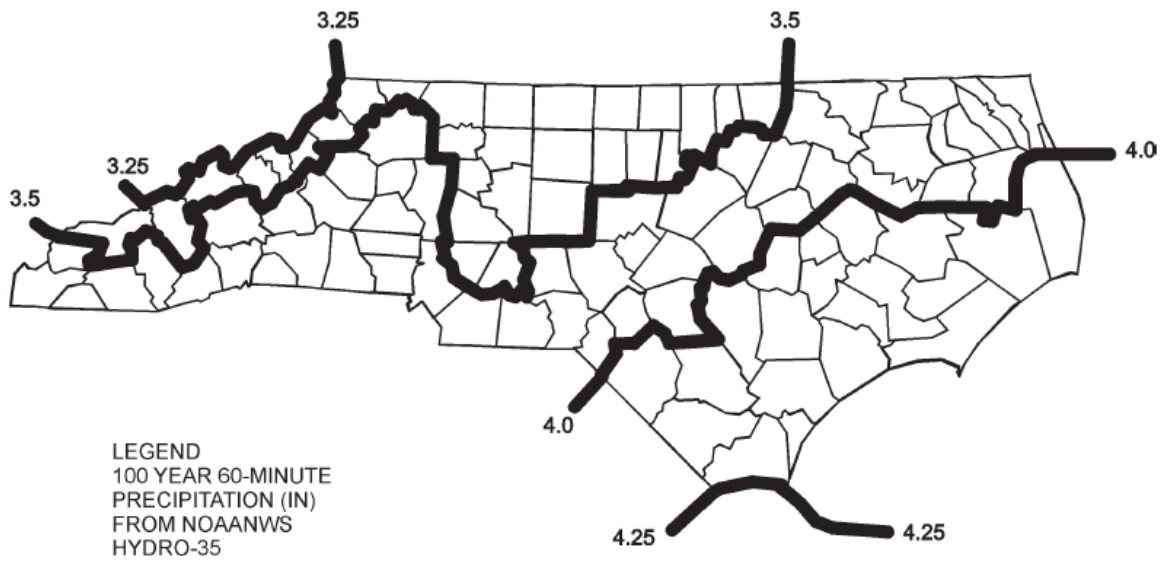 3.25
3.5
3.25
3.5
4.0
4.0
LEGEND
100 YEAR 60-MINUTE
PRECIPITATION (IN)
FROM NOAANWS
HYDRO-35
4.25
4.25